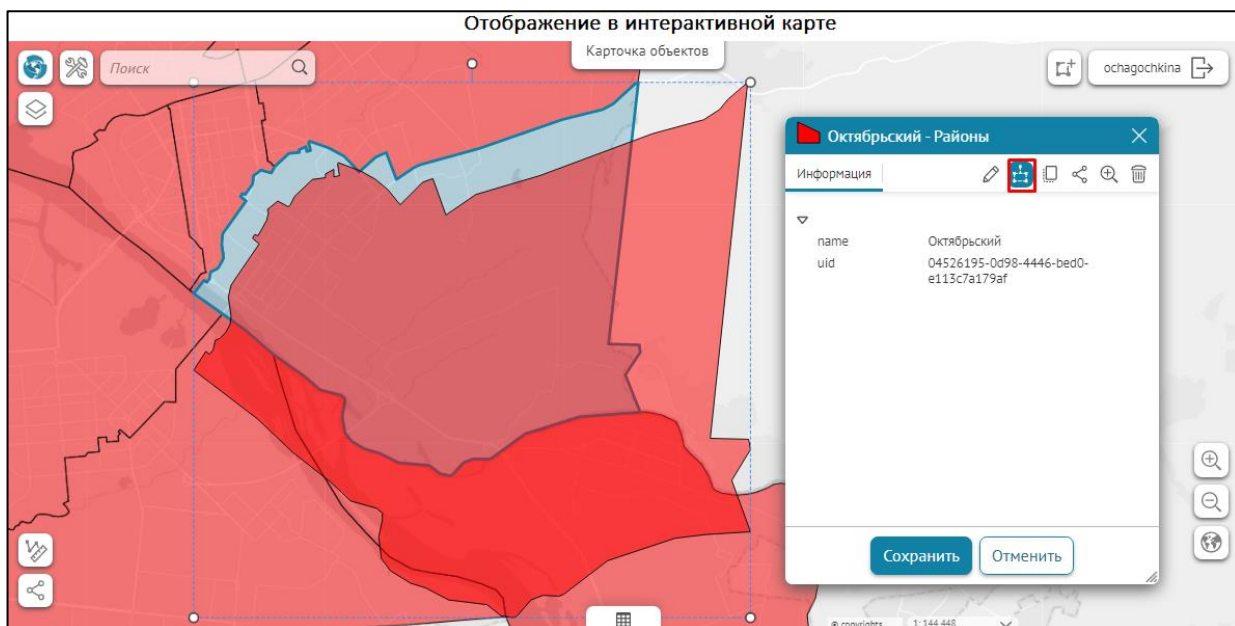 Отображение в интерактивной карте
Поиск
Карточка объектов
ochagochkina
Октябрьский - Районы
Информация
name Октябрьский
uid 04526195-0d98-4446-bed0-
e113c7a179af
Сохранить Отменить
© copyrights 1: 144 448